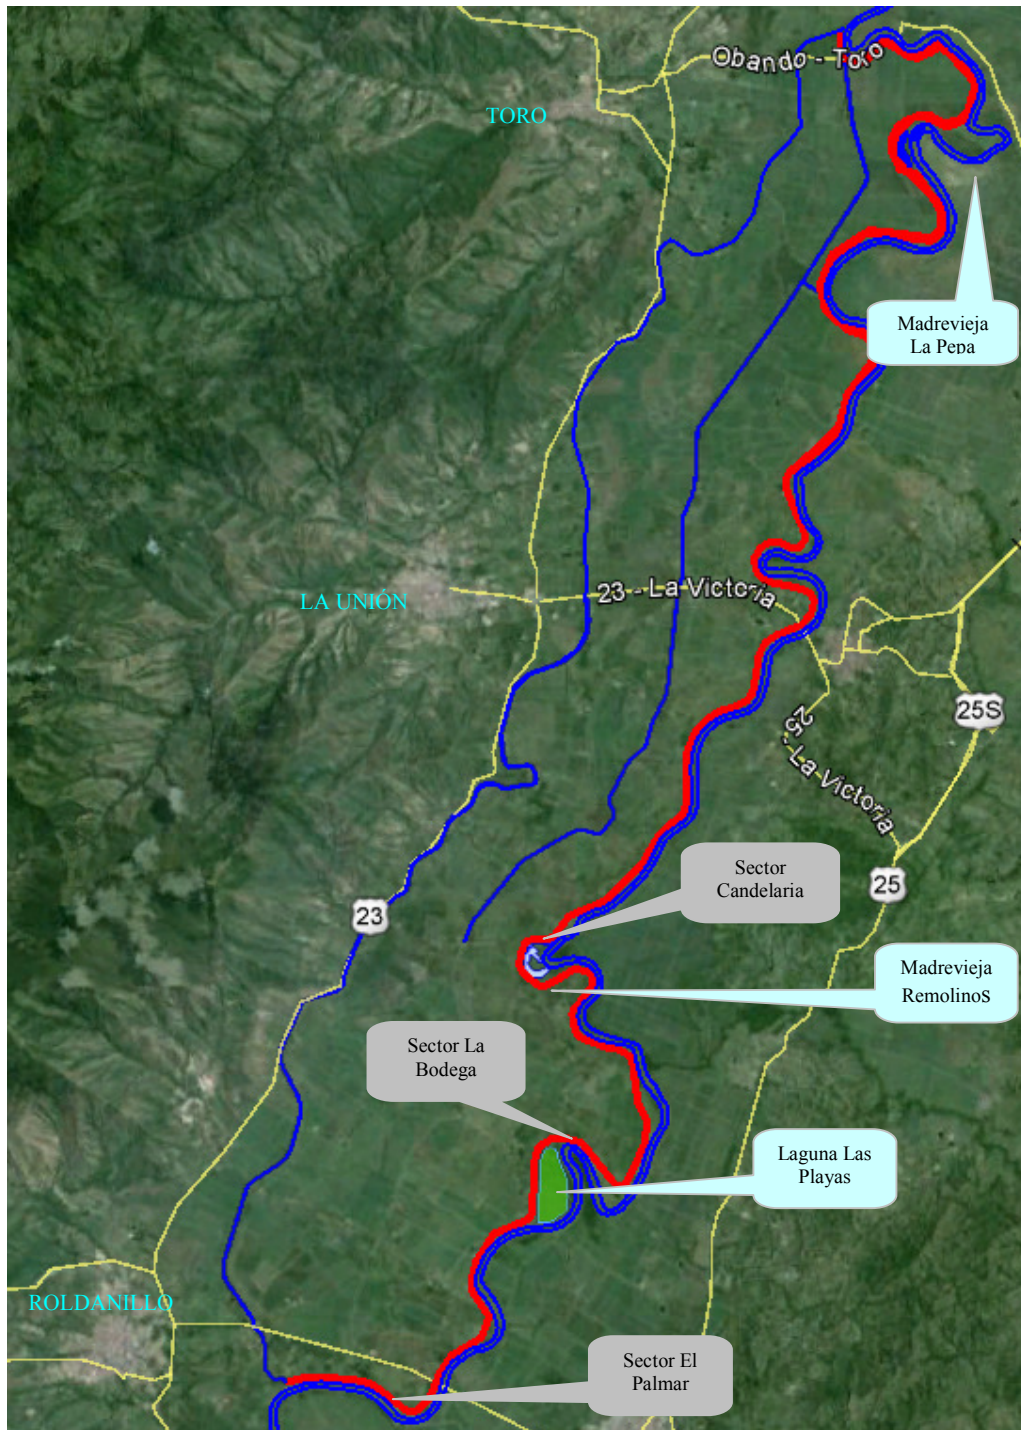 Obando - Toro
TORO
Madrevieja
La Pepa
LA UNIÓN
23 - La Victoria
25S
25 - La Victoria
Sector
Candelaria
25
23
Madrevieja
Remolinos
Sector La
Bodega
Laguna Las
Playas
ROLDANILLO
Sector El
Palmar